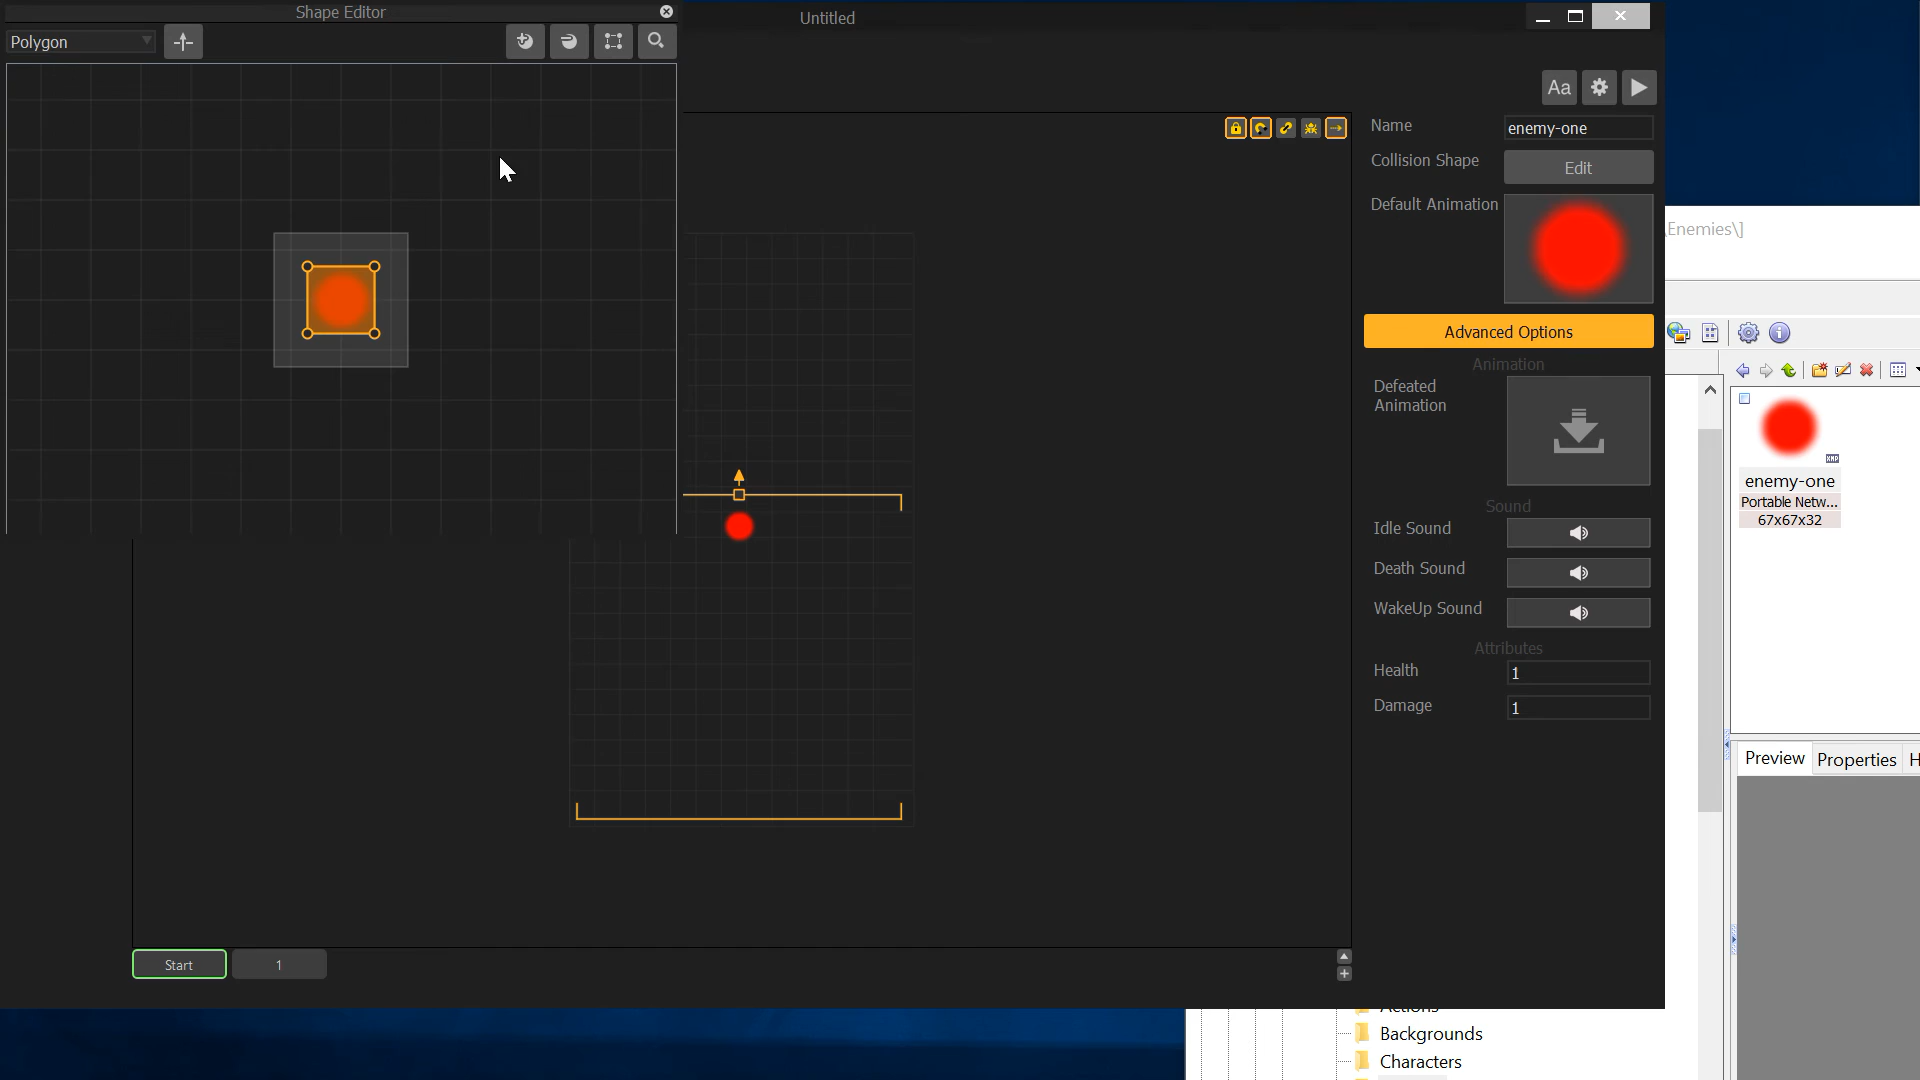 Shape Editor
Untitled
Polygon
Aa
Name
enemy-one
Collision Shape
Edit
Default Animation
Enemies\]
Advanced Options
Animation
Defeated
Animation
XMP
enemy-one
Portable Netw...
67x67x32
Sound
Idle Sound
Death Sound
WakeUp Sound
Attributes
Health
1
Damage
1
Preview
Properties
H
Start
1
Actions
Backgrounds
Characters